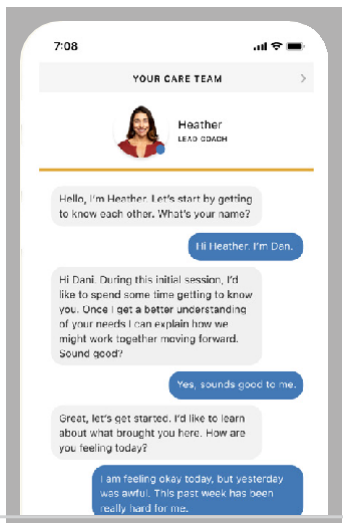 7:08
YOUR CARE TEAM
Heather
LEAD COACH
Hello, I'm Heather. Let's start by getting
to know each other. What's your name?
Hi Heather. I'm Dan.
Hi Dani. During this initial session, I'd
like to spend some time getting to know
you. Once I get a better understanding
of your needs I can explain how we
might work together moving forward.
Sound good?
Yes, sounds good to me.
Great, let's get started. I'd like to learn
about what brought you here. How are
you feeling today?
I am feeling okay today, but yesterday
was awful. This past week has been
really hard for me.